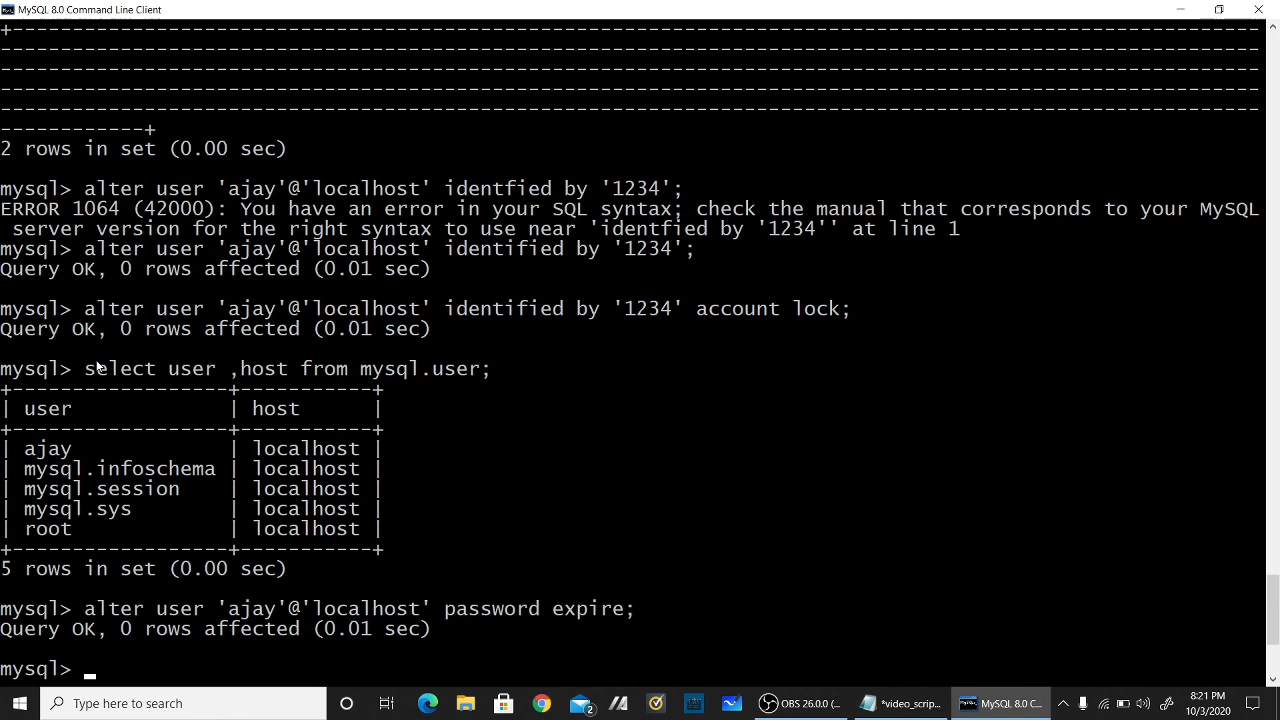 MySQL 8.0 Command Line Client
+---------------------------------------------------------------------------------------------------------
---------------------------------------------------------------------------------------------------------
---------------------------------------------------------------------------------------------------------
---------------------------------------------------------------------------------------------------------
---------------------------------------------------------------------------------------------------------
------------+
2 rows in set (0.00 sec)
mysql> alter user 'ajay'@'localhost' identfied by '1234';
ERROR 1064 (42000): You have an error in your SQL syntax; check the manual that corresponds to your MySQL
server version for the right syntax to use near 'identfied by '1234'' at line 1
mysql> alter user 'ajay'@'localhost' identified by '1234';
Query OK, 0 rows affected (0.01 sec)
mysql> alter user 'ajay'@'localhost' identified by '1234' account lock;
Query OK, 0 rows affected (0.01 sec)
mysql> select user ,host from mysql.user;
+------------------+-----------+
| user             | host      |
+------------------+-----------+
| ajay             | localhost |
| mysql.infoschema | localhost |
| mysql.session    | localhost |
| mysql.sys        | localhost |
| root             | localhost |
+------------------+-----------+
5 rows in set (0.00 sec)
mysql> alter user 'ajay'@'localhost' password expire;
Query OK, 0 rows affected (0.01 sec)
mysql> _
Type here to search
2
OBS 26.0.0 (...
*video_scrip...
MySQL 8.0 C...
8:21 PM
10/3/2020